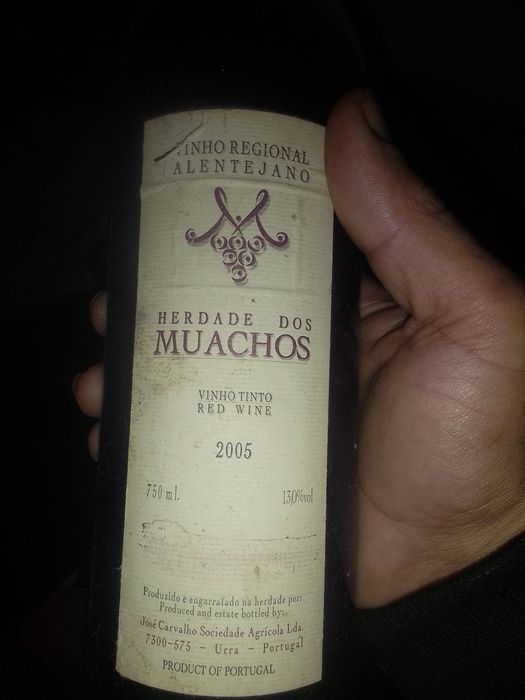 VINHO REGIONAL
ALENTEJANO
HERDADE DOS
MUACHOS
VINHO TINTO
RED WINE
2005
750 ml. 13,0%vol
Produzido e engarrafado na herdade por:
Produced and estate bottled by:
José Carvalho Sociedade Agrícola Lda.
7300-575 - Urra - Portugal
PRODUCT OF PORTUGAL